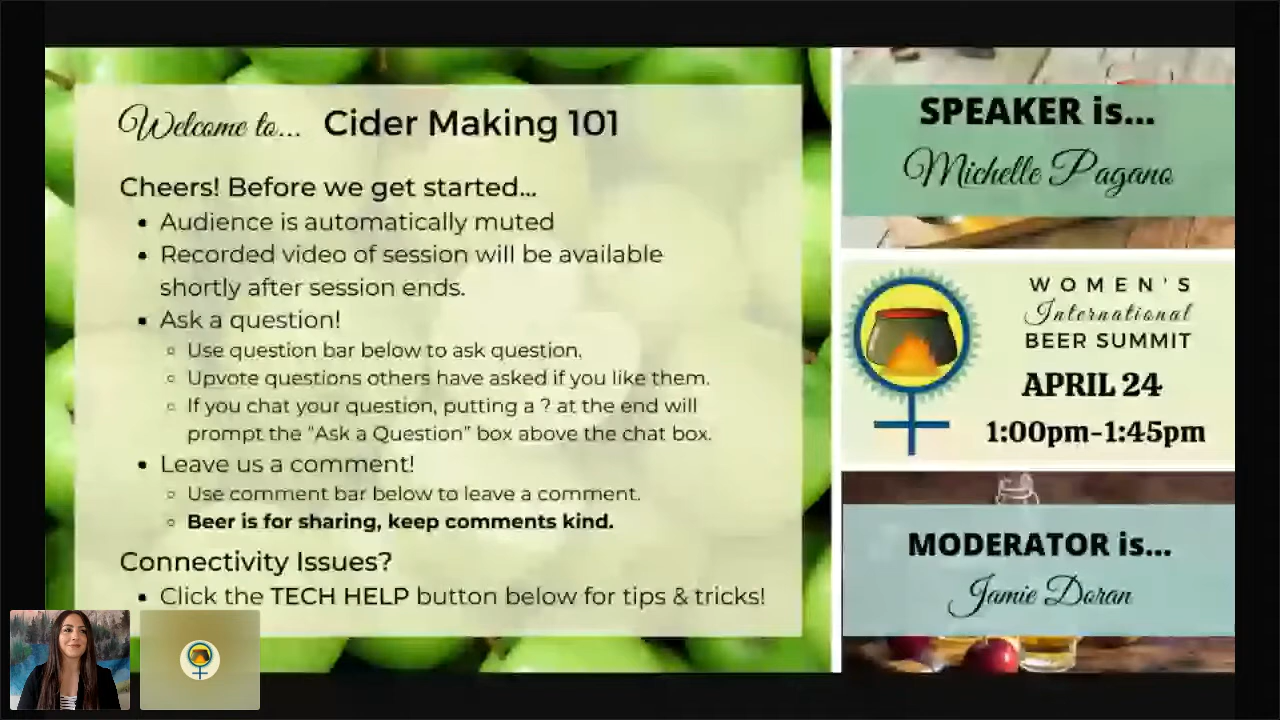 Welcome to... Cider Making 101
Cheers! Before we get started...
• Audience is automatically muted
• Recorded video of session will be available
shortly after session ends.
• Ask a question!
◦ Use question bar below to ask question.
◦ Upvote questions others have asked if you like them.
◦ If you chat your question, putting a ? at the end will
prompt the "Ask a Question" box above the chat box.
• Leave us a comment!
◦ Use comment bar below to leave a comment.
◦ Beer is for sharing, keep comments kind.
Connectivity Issues?
• Click the TECH HELP button below for tips & tricks!
SPEAKER is...
Michelle Pagano
WOMEN'S
International
BEER SUMMIT
APRIL 24
1:00pm-1:45pm
MODERATOR is...
Jamie Doran